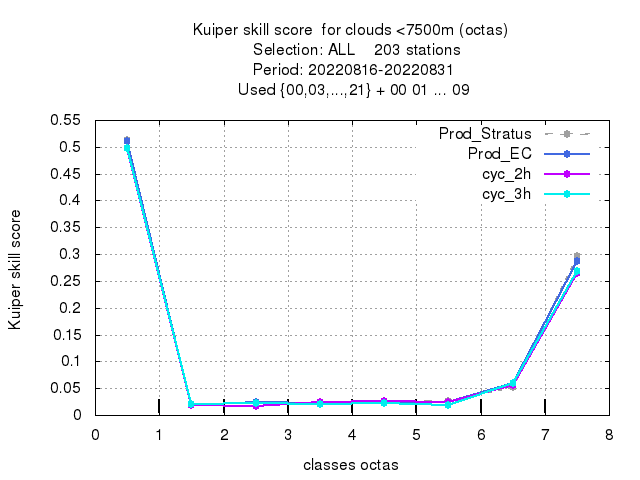 Kuiper skill score  for clouds <7500m (octas)
Selection: ALL    203 stations
Period: 20220816-20220831
Used {00,03,...,21} + 00 01 ... 09
Prod_Stratus
Prod_EC
cyc_2h
cyc_3h
Kuiper skill score
0.55
0.5
0.45
0.4
0.35
0.3
0.25
0.2
0.15
0.1
0.05
0
0 1 2 3 4 5 6 7 8
classes octas